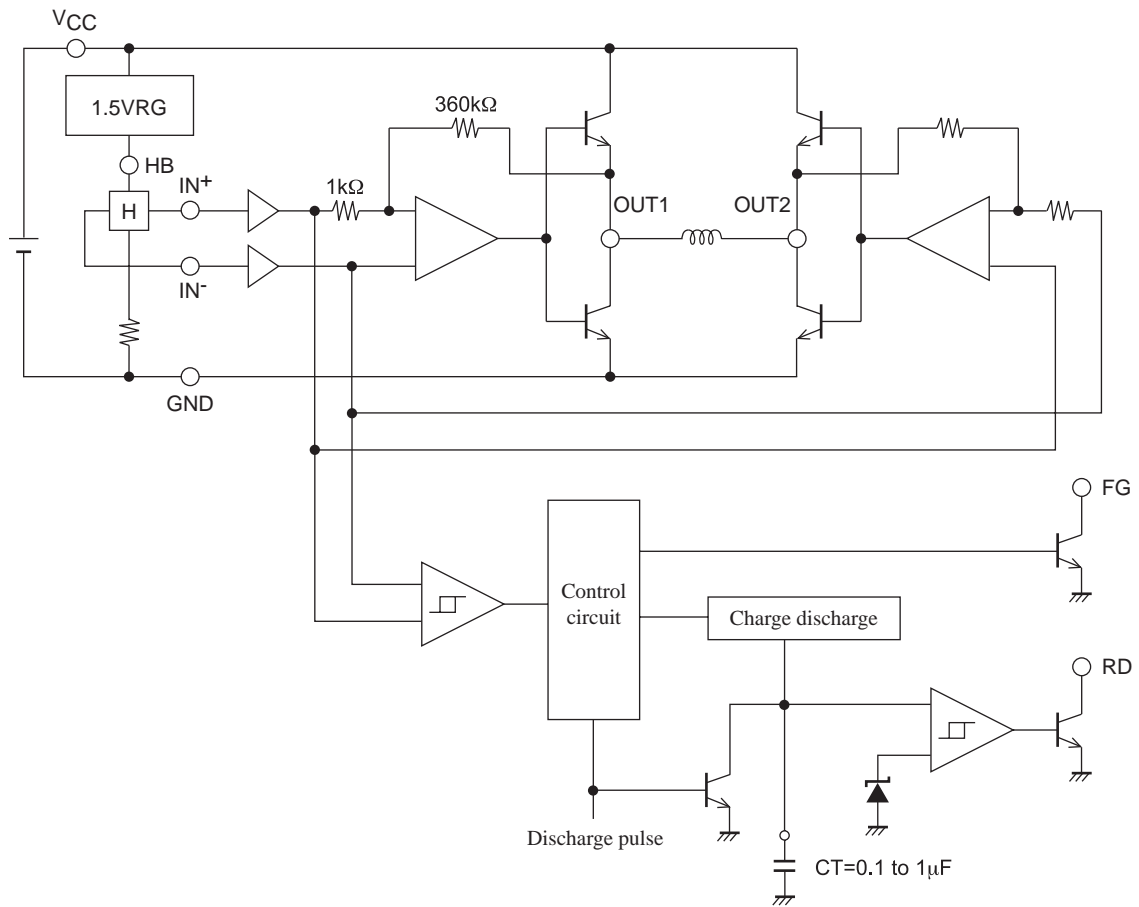 VCC
1.5VRG
360kΩ
HB
IN+
1kΩ
H
OUT1
OUT2
IN-
GND
FG
Control
circuit
Charge discharge
RD
Discharge pulse
CT=0.1 to 1μF